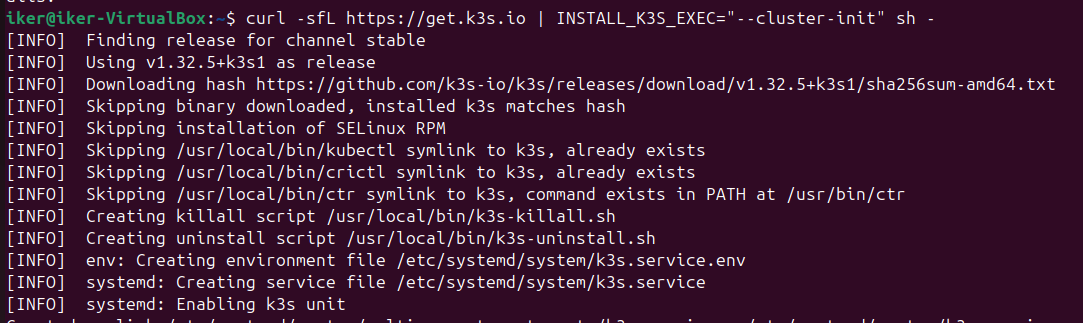 iker@iker-VirtualBox:~$ curl -sfL https://get.k3s.io | INSTALL_K3S_EXEC="--cluster-init" sh -
[INFO]  Finding release for channel stable
[INFO]  Using v1.32.5+k3s1 as release
[INFO]  Downloading hash https://github.com/k3s-io/k3s/releases/download/v1.32.5+k3s1/sha256sum-amd64.txt
[INFO]  Skipping binary downloaded, installed k3s matches hash
[INFO]  Skipping installation of SELinux RPM
[INFO]  Skipping /usr/local/bin/kubectl symlink to k3s, already exists
[INFO]  Skipping /usr/local/bin/crictl symlink to k3s, already exists
[INFO]  Skipping /usr/local/bin/ctr symlink to k3s, command exists in PATH at /usr/bin/ctr
[INFO]  Creating killall script /usr/local/bin/k3s-killall.sh
[INFO]  Creating uninstall script /usr/local/bin/k3s-uninstall.sh
[INFO]  env: Creating environment file /etc/systemd/system/k3s.service.env
[INFO]  systemd: Creating service file /etc/systemd/system/k3s.service
[INFO]  systemd: Enabling k3s unit